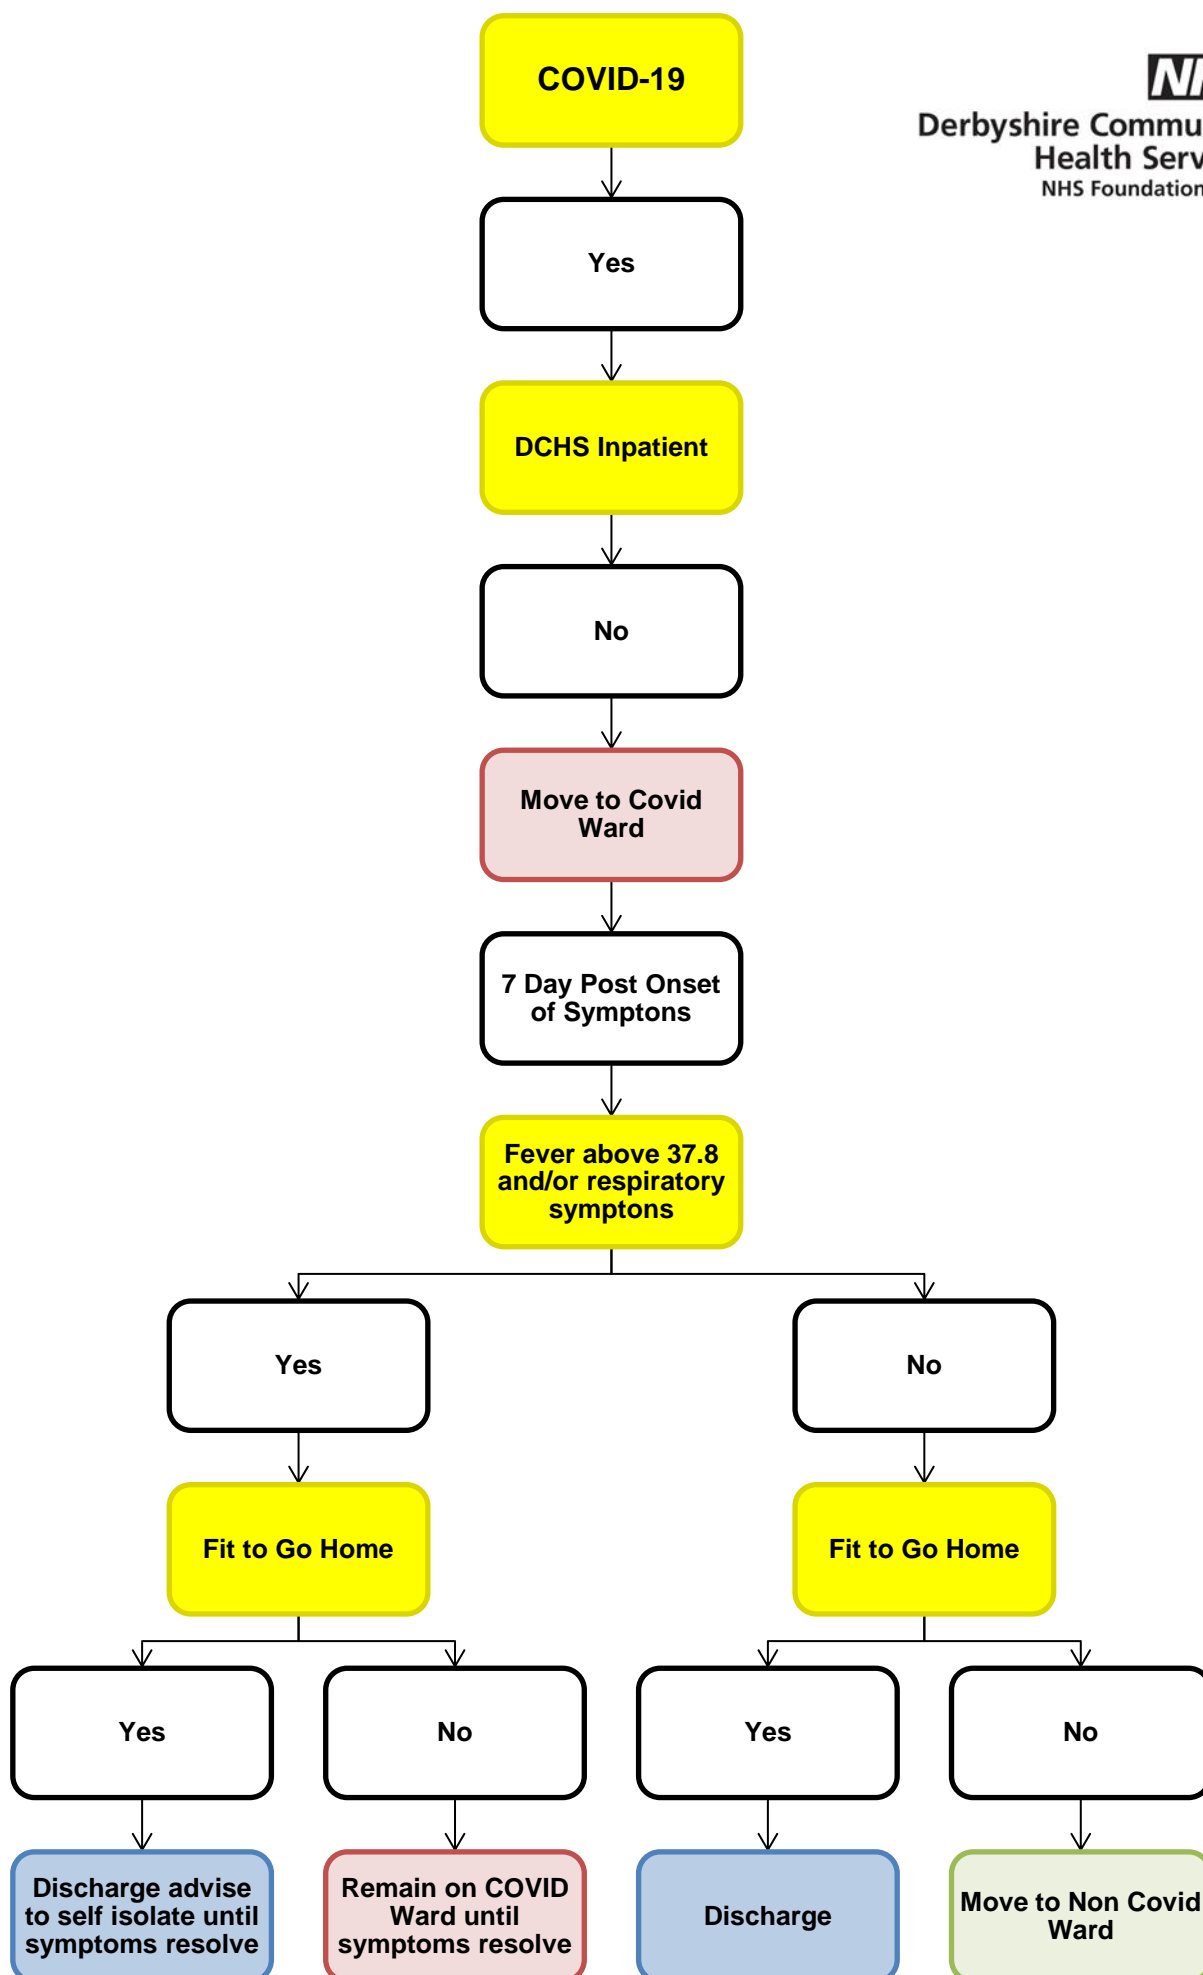 COVID-19
Derbyshire
Health
NHS Foundation
Yes
DCHS Inpatient
No
Move to Covid
Ward
7 Day Post Onset
of Symptons
Fever above 37.8
and/or respiratory
symptons
Yes
No
Fit to Go Home
Fit to Go Home
Yes
No
Yes
No
Discharge advise
to self isolate until
symptoms resolve
Remain on COVID
Ward until
symptoms resolve
Discharge
Move to Non Covid
Ward